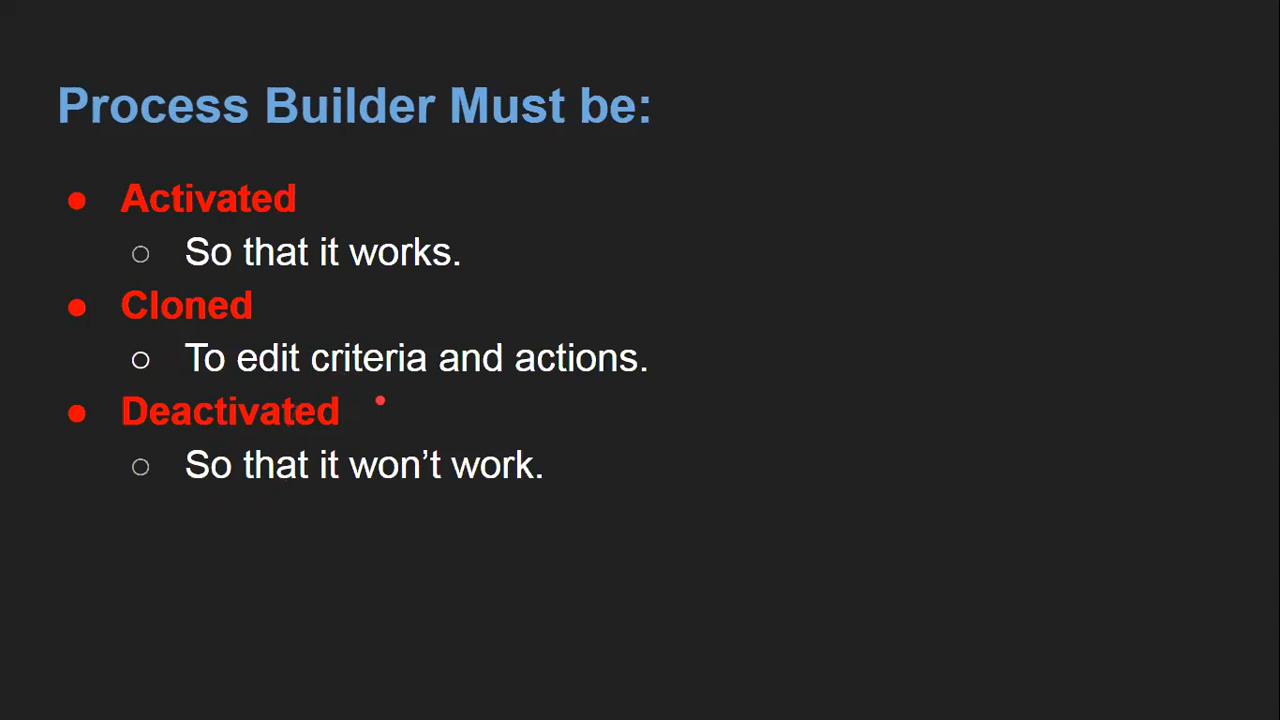 Process Builder Must be:
● Activated
○ So that it works.
● Cloned
○ To edit criteria and actions.
● Deactivated
○ So that it won’t work.